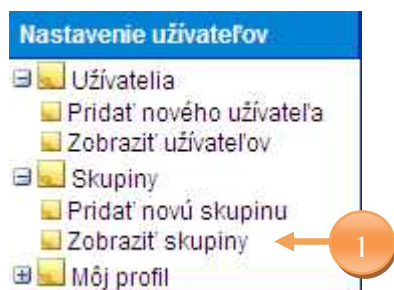 Nastavenie užívateľov
Užívatelia
Pridať nového užívateľa
Zobraziť užívateľov
Skupiny
Pridať novú skupinu
Zobraziť skupiny
1
Môj profil